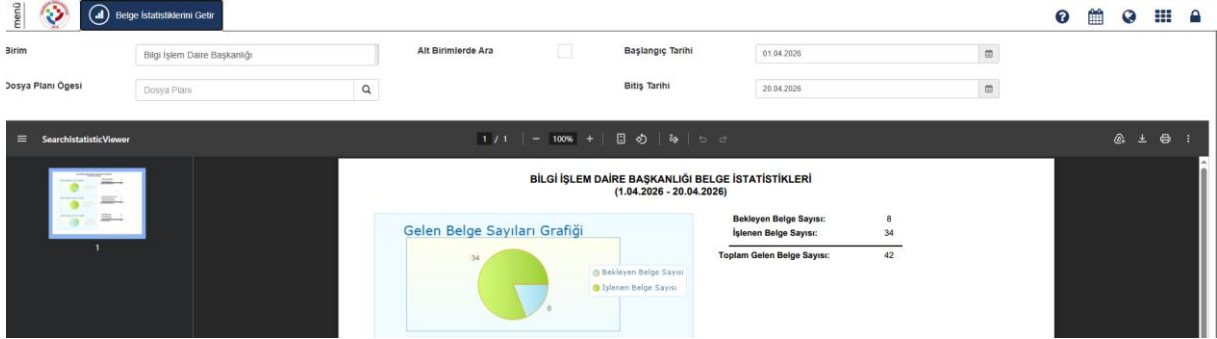 menü
Belge İstatistiklerini Getir
Birim
Bilgi İşlem Daire Başkanlığı
Alt Birimlerde Ara
Başlangıç Tarihi
01.04.2026
Dosya Planı Ögesi
Dosya Planı
Bitiş Tarihi
20.04.2026
SearchIstatisticViewer
1 / 1
100%
1
BİLGİ İŞLEM DAİRE BAŞKANLIĞI BELGE İSTATİSTİKLERİ
(1.04.2026 - 20.04.2026)
Gelen Belge Sayıları Grafiği
34
8
Bekleyen Belge Sayısı
İşlenen Belge Sayısı
Bekleyen Belge Sayısı: 8
İşlenen Belge Sayısı: 34
Toplam Gelen Belge Sayısı: 42